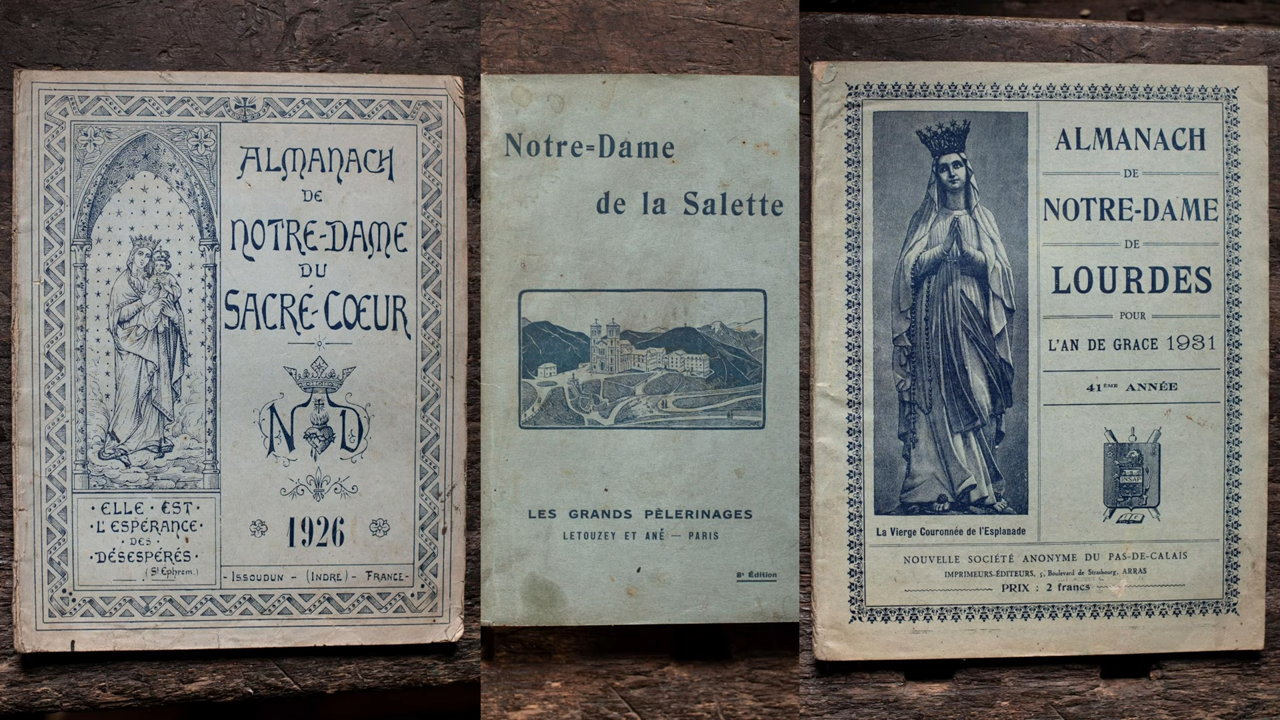 ALMANACH
DE
NOTRE-DAME
DU
SACRÉ-CŒUR
N D
1926
ELLE · EST
L'ESPÉRANCE
DES
DÉSESPÉRÉS
(St Ephrem.)
ISSOUDUN - (INDRE) - FRANCE
Notre=Dame
de la Salette
LES GRANDS PÈLERINAGES
LETOUZEY ET ANÉ — PARIS
8e Édition
ALMANACH
DE
NOTRE-DAME
DE
LOURDES
POUR
L'AN DE GRACE 1931
41ÈME ANNÉE
La Vierge Couronnée de l'Esplanade
NOUVELLE SOCIÉTÉ ANONYME DU PAS-DE-CALAIS
IMPRIMEURS-ÉDITEURS, 5, Boulevard de Strasbourg, ARRAS
PRIX : 2 francs